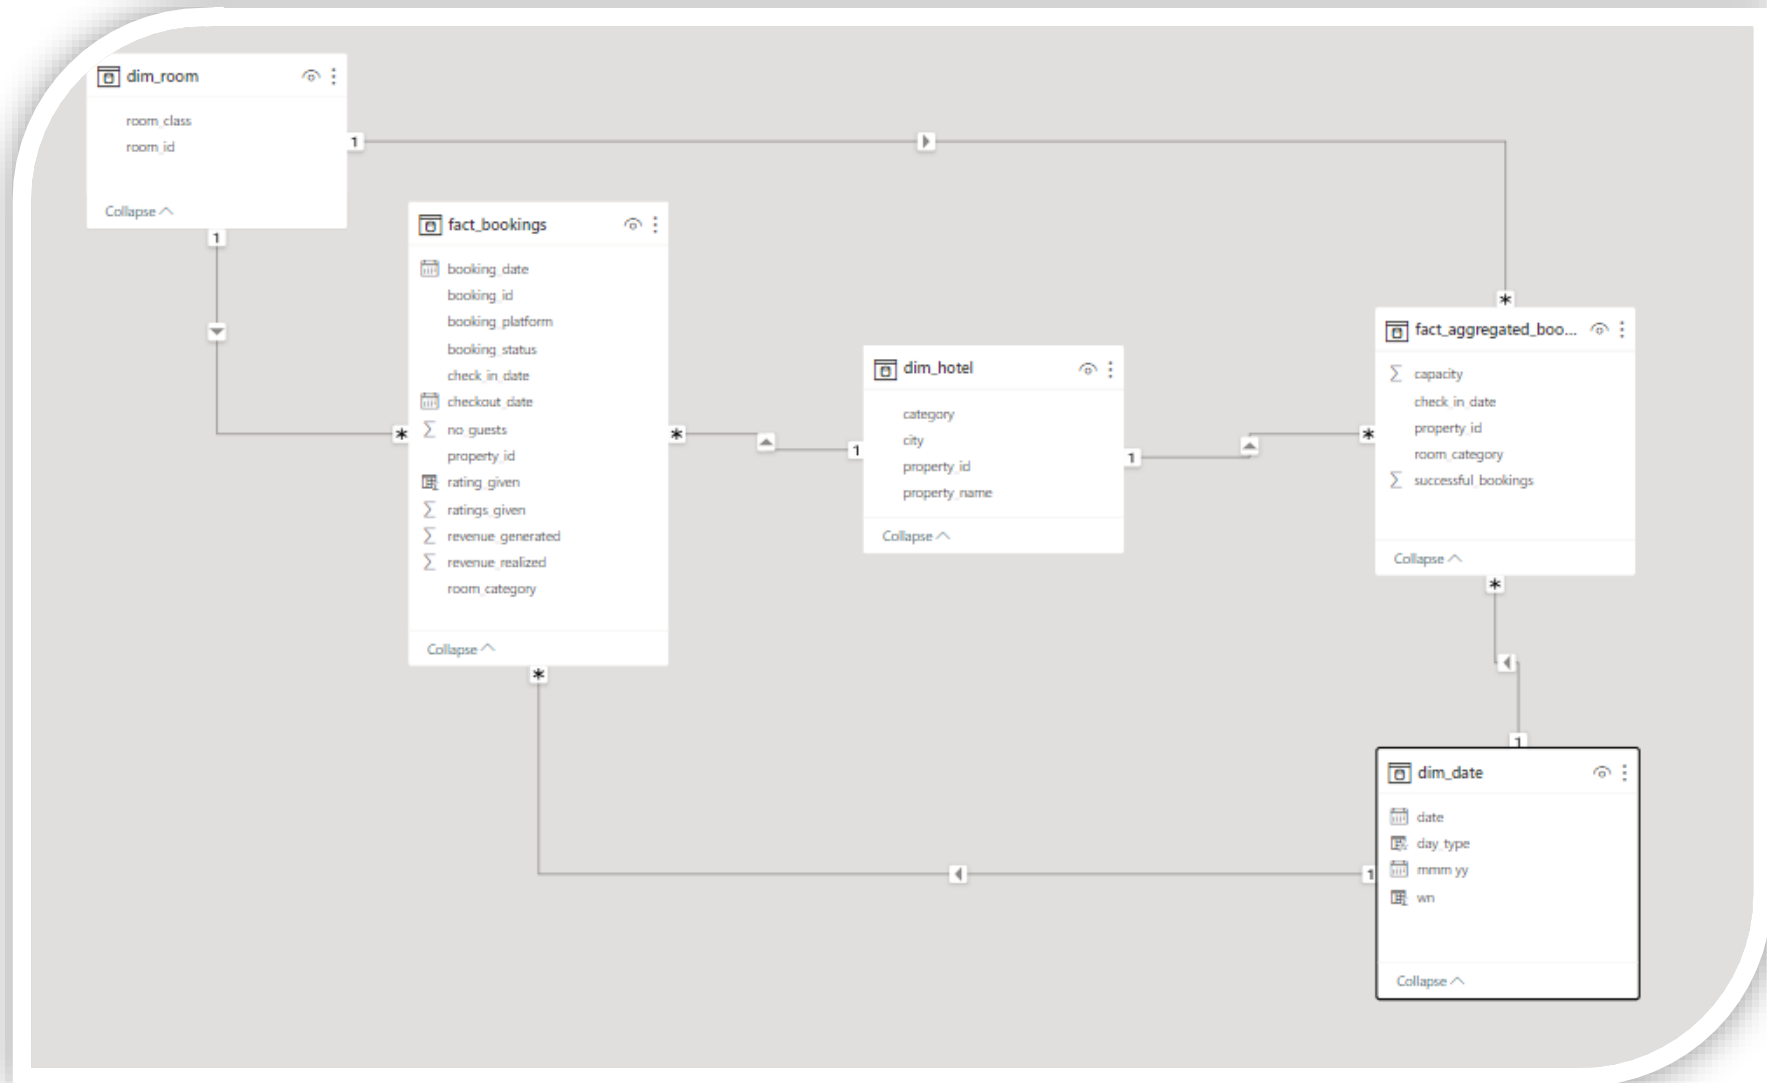 dim_room
room_class
room_id
Collapse
1
1
fact_bookings
booking_date
booking_id
booking_platform
booking_status
check_in_date
checkout_date
no_guests
property_id
rating_given
ratings_given
revenue_generated
revenue_realized
room_category
Collapse
*
*
*
dim_hotel
category
city
property_id
property_name
Collapse
1
1
fact_aggregated_boo...
capacity
check_in_date
property_id
room_category
successful_bookings
Collapse
*
*
*
dim_date
date
day_type
mmm yy
wn
Collapse
1
1